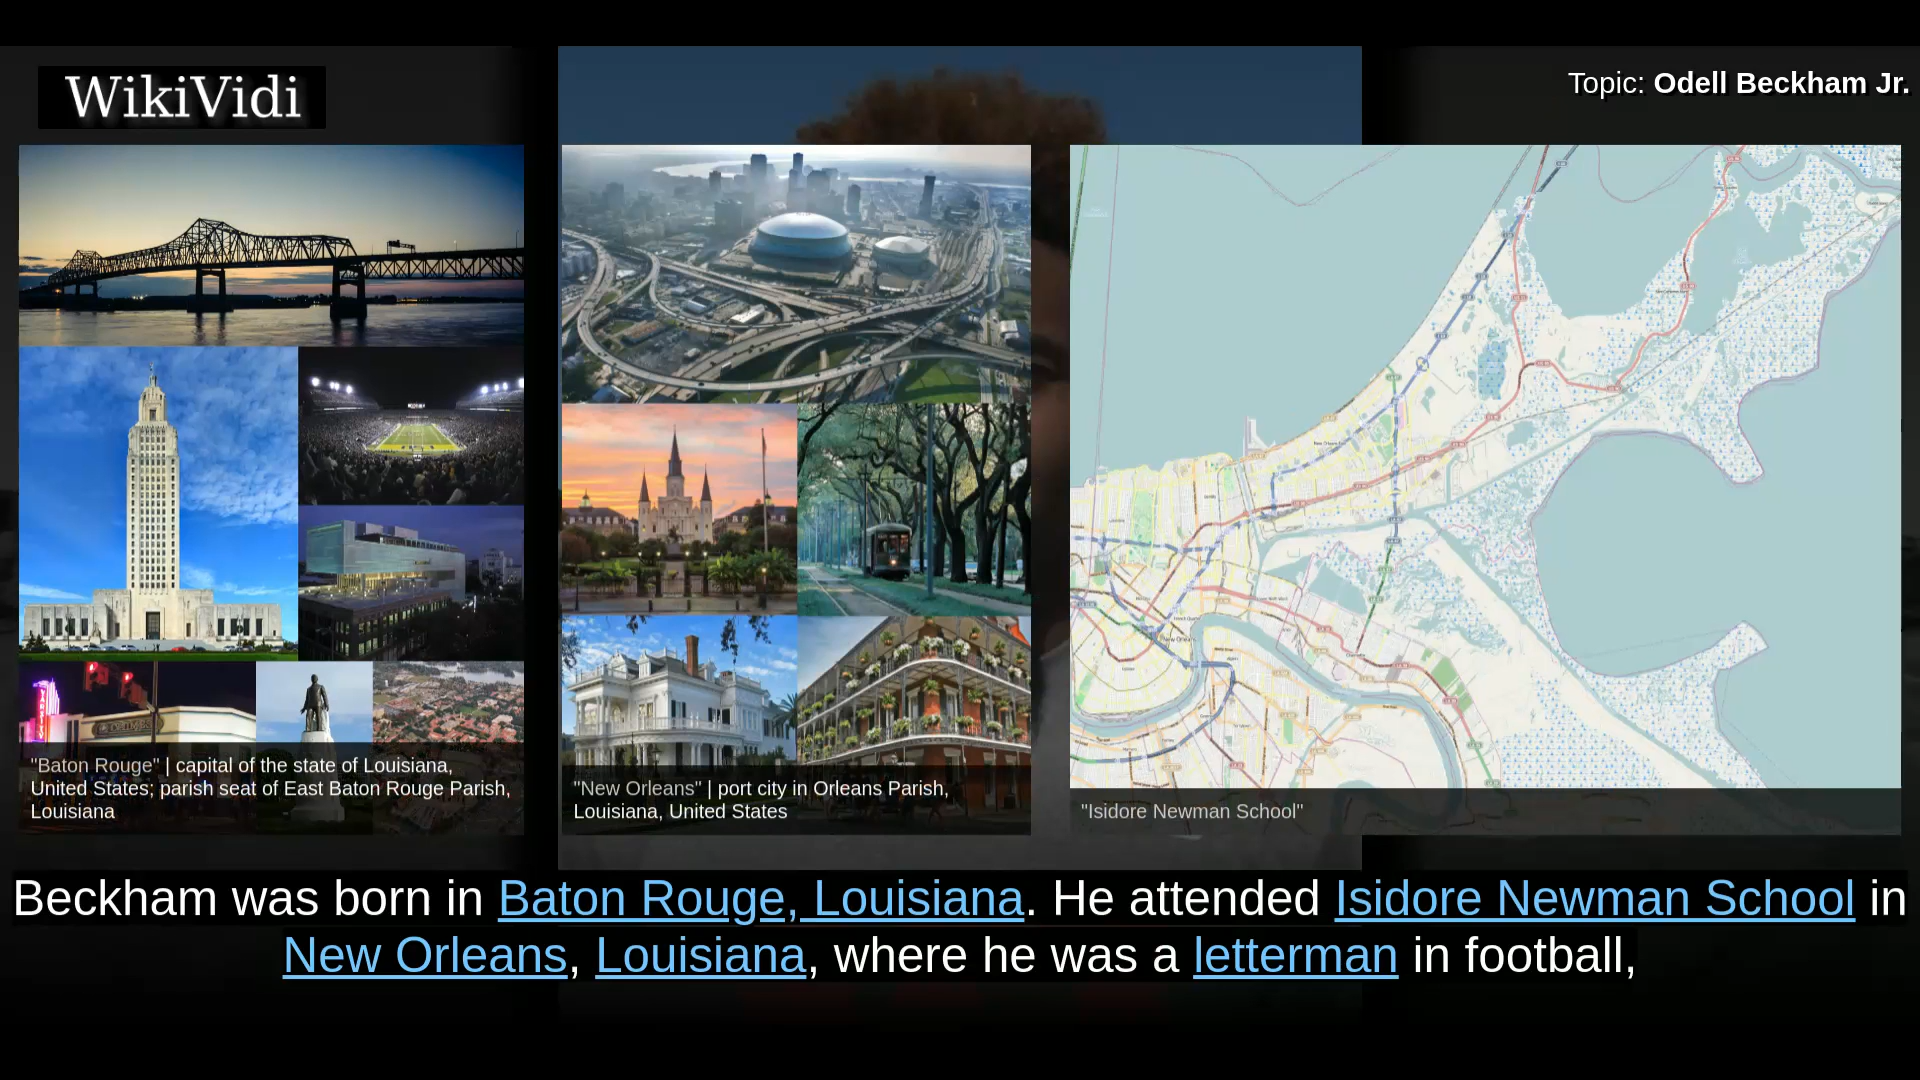 WikiVidi
Topic: Odell Beckham Jr.
"Baton Rouge" | capital of the state of Louisiana,
United States; parish seat of East Baton Rouge Parish,
Louisiana
"New Orleans" | port city in Orleans Parish,
Louisiana, United States
New Orleans
"Isidore Newman School"
Beckham was born in Baton Rouge, Louisiana. He attended Isidore Newman School in
New Orleans, Louisiana, where he was a letterman in football,